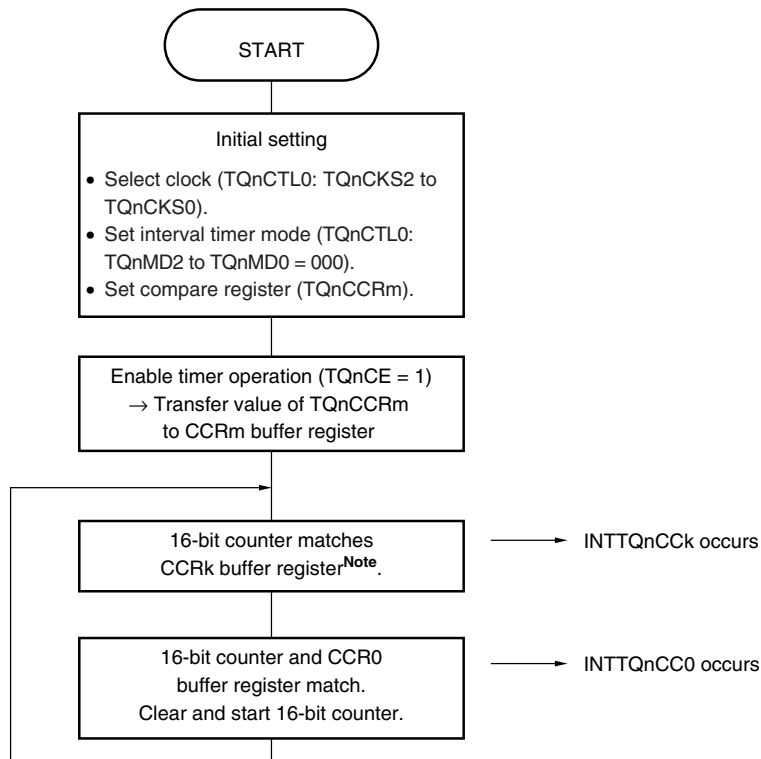 START
Initial setting
• Select clock (TQnCTL0: TQnCKS2 to
TQnCKS0).
• Set interval timer mode (TQnCTL0:
TQnMD2 to TQnMD0 = 000).
• Set compare register (TQnCCRm).
Enable timer operation (TQnCE = 1)
→ Transfer value of TQnCCRm
to CCRm buffer register
16-bit counter matches
CCRk buffer registerNote.
INTTQnCCk occurs
16-bit counter and CCR0
buffer register match.
Clear and start 16-bit counter.
INTTQnCC0 occurs